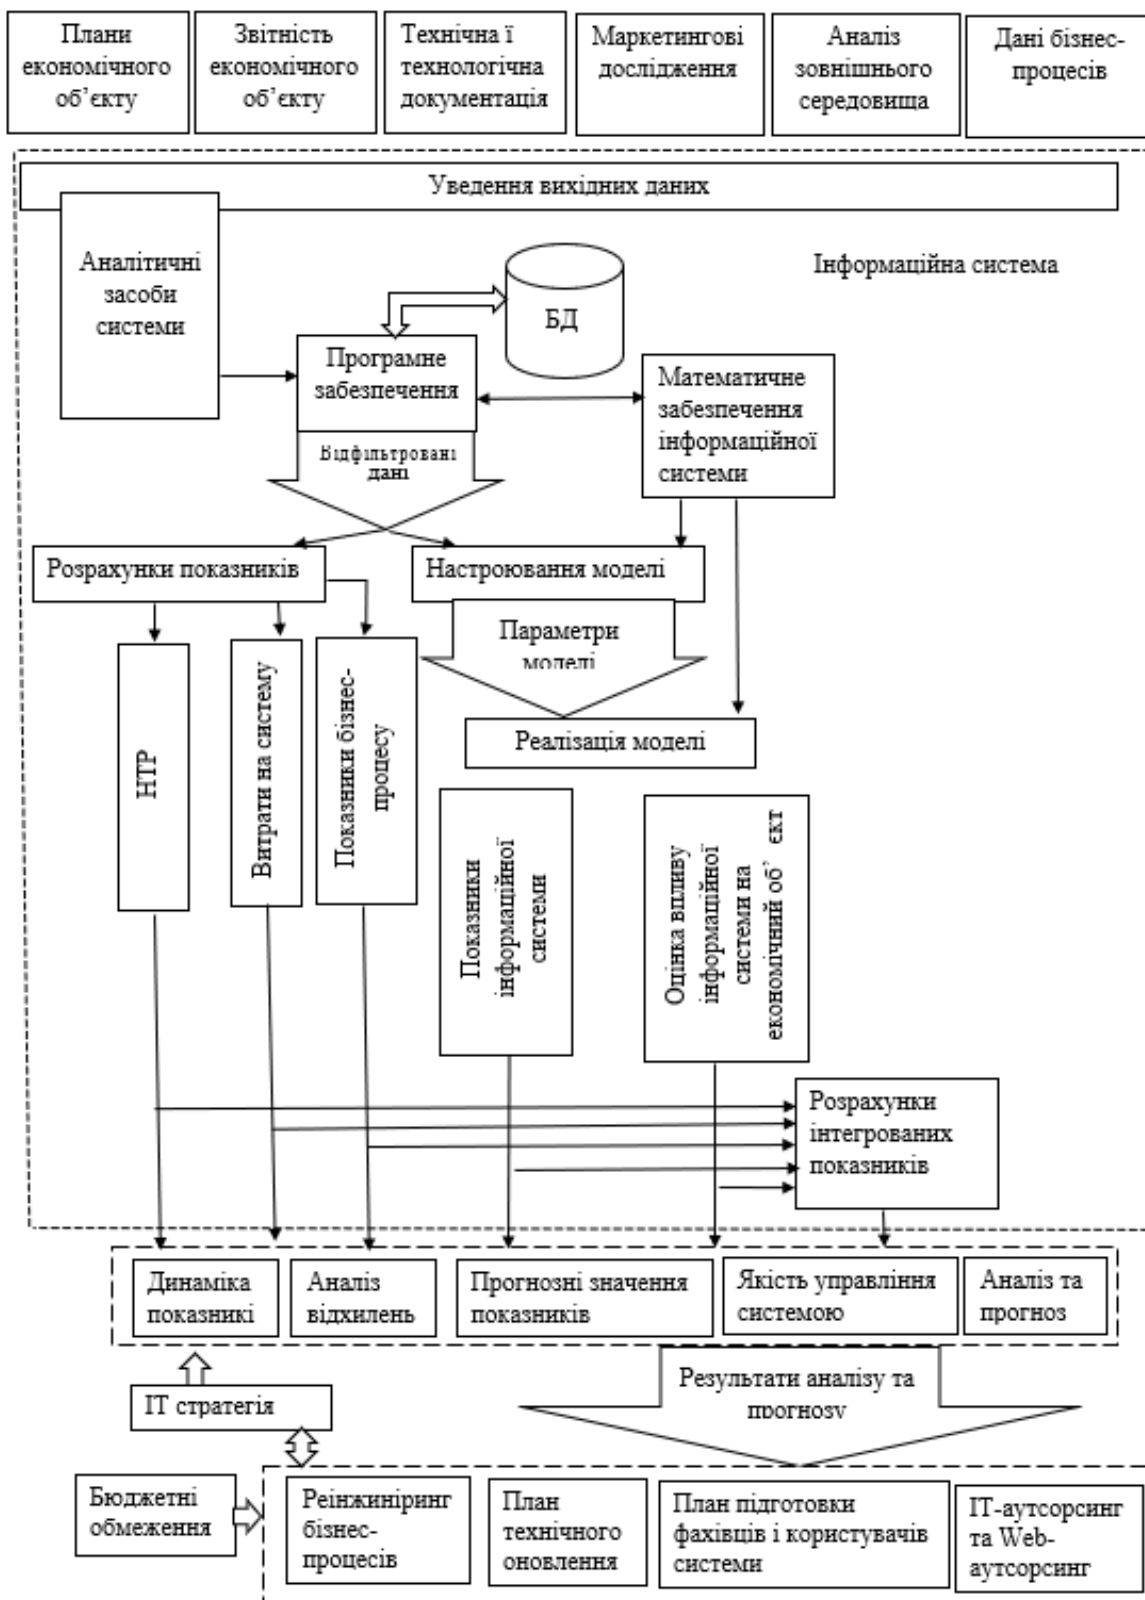 Плани
економічного
об’єкту
Звітність
економічного
об’єкту
Технічна ї
технологічна
документація
Маркетингові
дослідження
Аналіз
зовнішнього
середовища
Дані бізнес-
процесів
Уведення вихідних даних
Аналітичні
засоби
системи
Інформаційна система
БД
Програмне
забезпечення
Математичне
забезпечення
інформаційної
системи
Відфільтровані
дані
Розрахунки показників
Настроювання моделі
Параметри
моделі
Реалізація моделі
НТР
Витрати на систему
Показники бізнес-
процесу
Показники
інформаційної
системи
Оцінка впливу
інформаційної
системи на
економічний об’ єкт
Розрахунки
інтегрованих
показників
Динаміка
показникі
Аналіз
відхилень
Прогнозні значення
показників
Якість управління
системою
Аналіз та
прогноз
Результати аналізу та
прогнозу
ІТ стратегія
Бюджетні
обмеження
Реінжиніринг
бізнес-
процесів
План
технічного
оновлення
План підготовки
фахівців і користувачів
системи
ІТ-аутсорсинг
та Web-
аутсорсинг